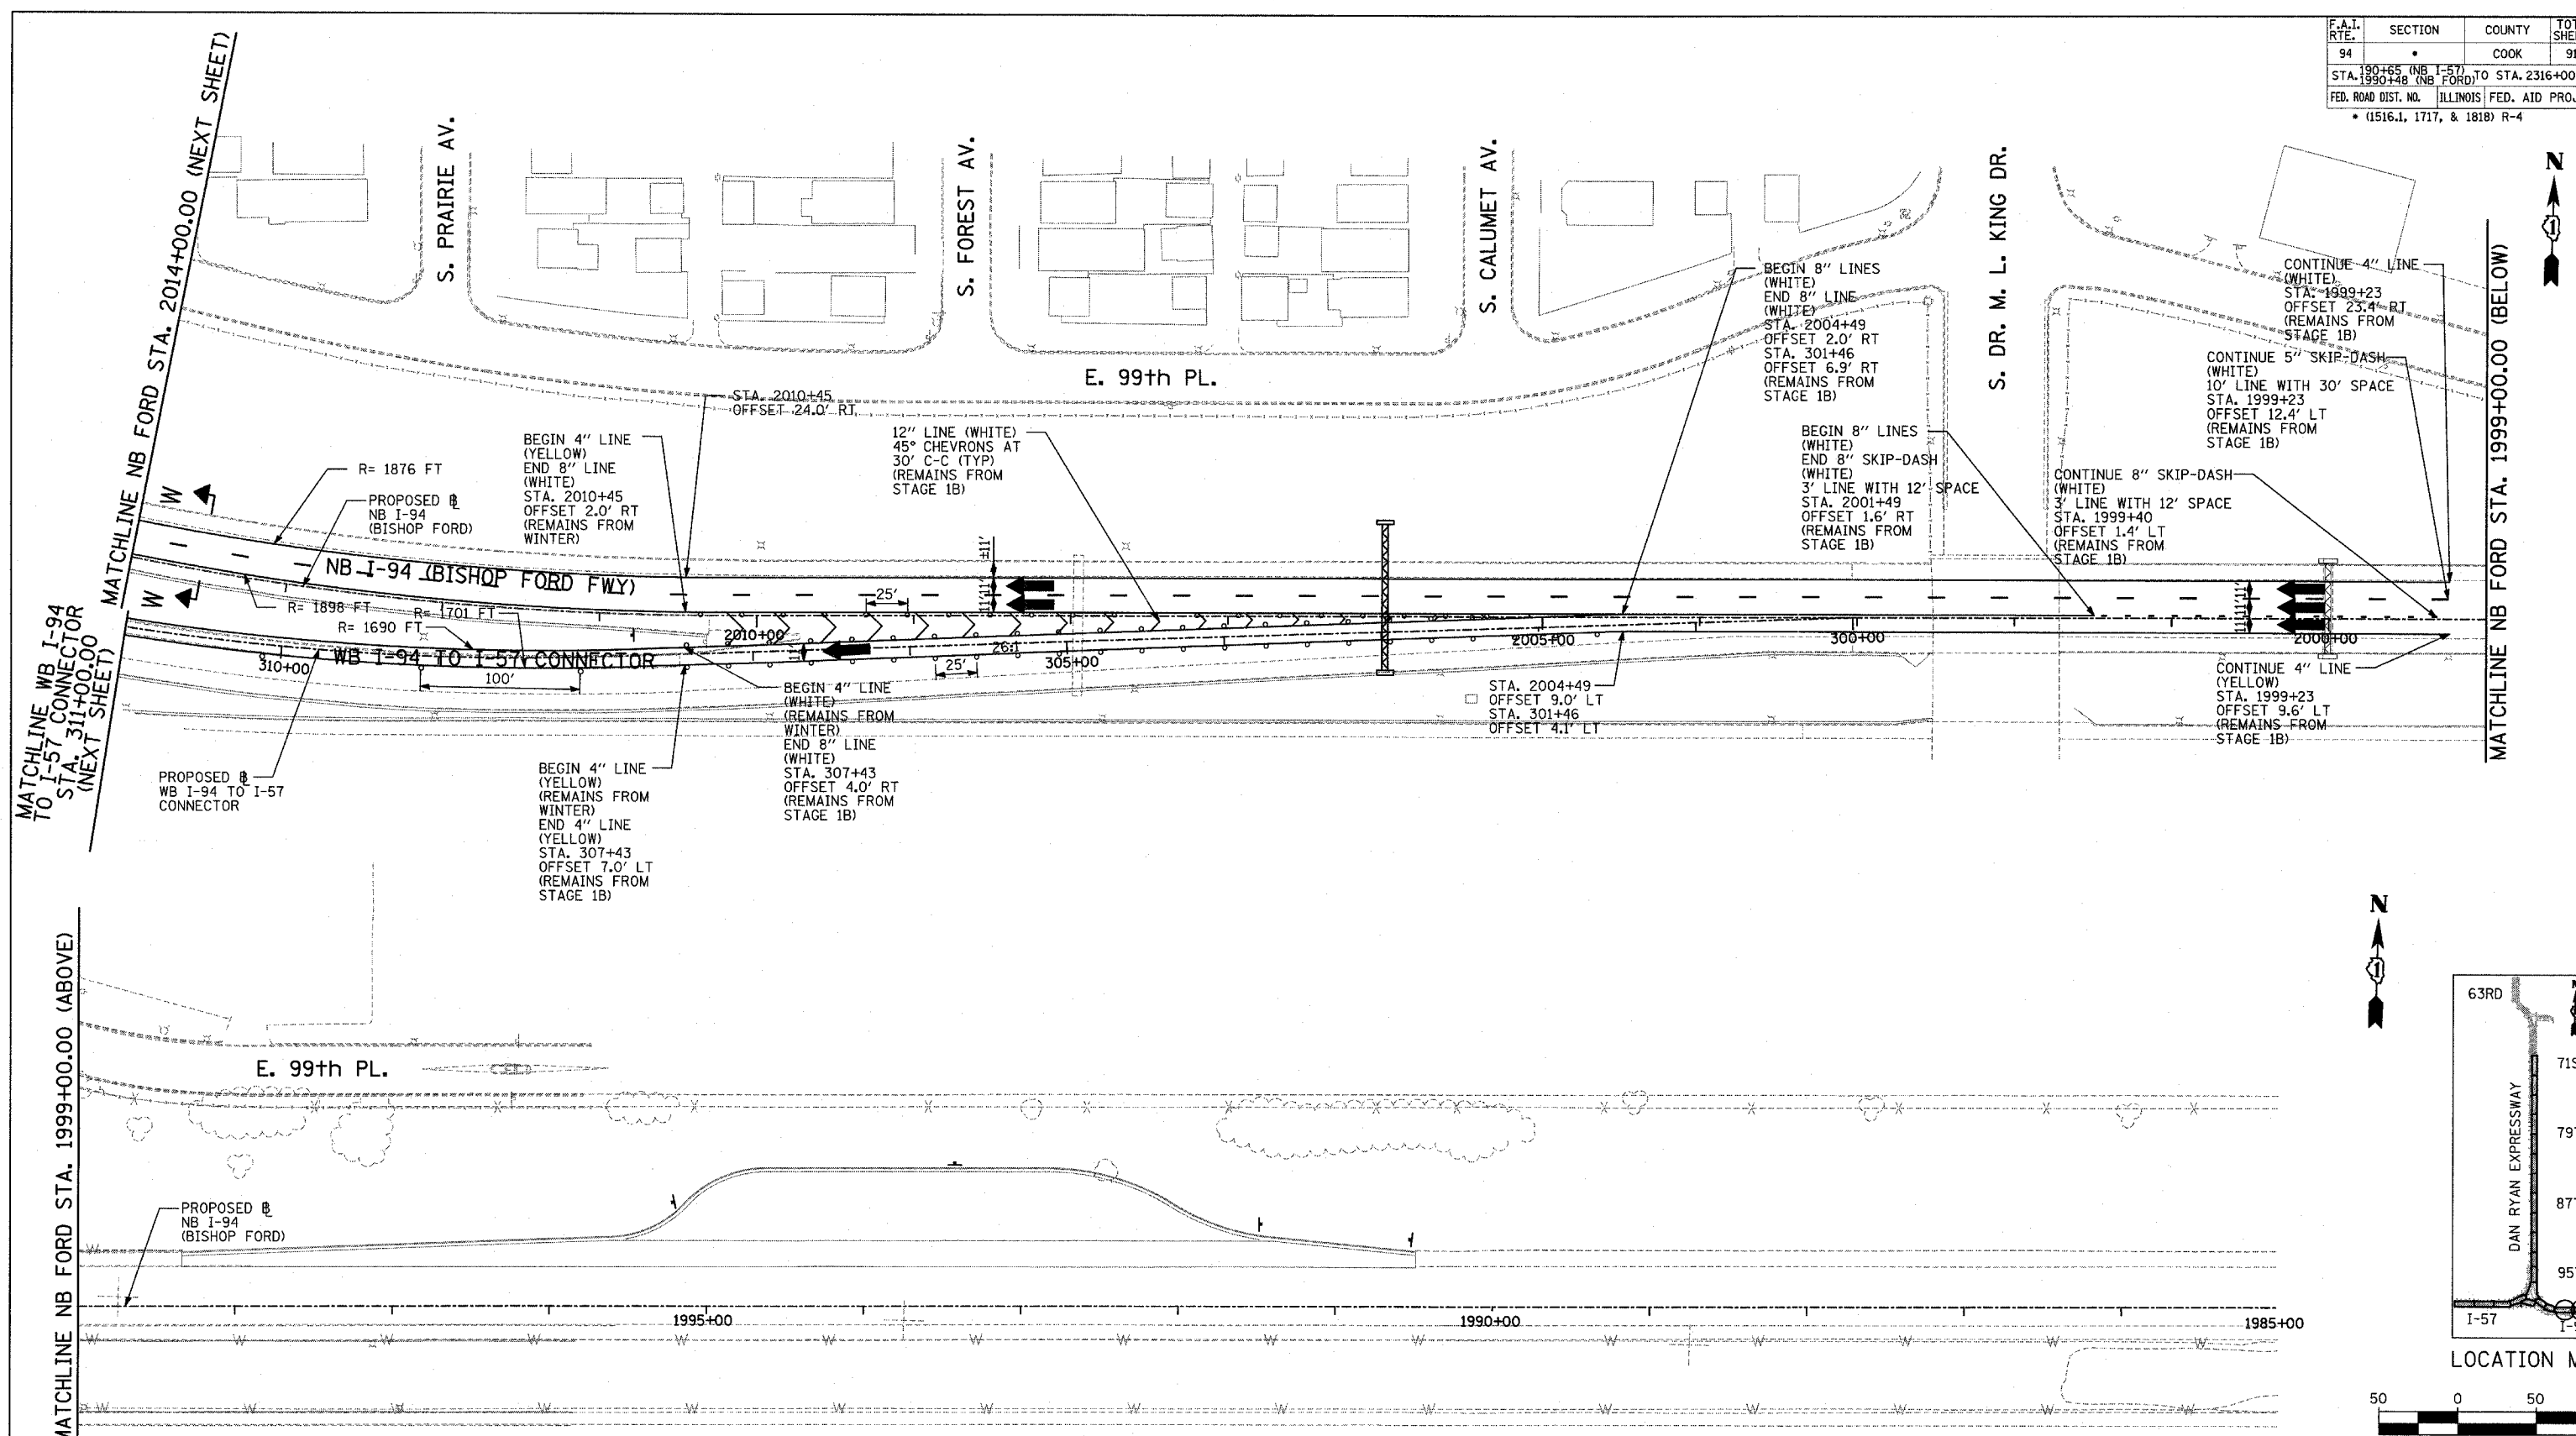 F.A.I.
RTE.
SECTION
COUNTY
94
•
COOK
STA. 190+65 (NB I-57)
1990+48 (NB FORD)
TO STA. 2316+00
FED. ROAD DIST. NO.
ILLINOIS
FED. AID
• (1516.1, 1717, & 1818) R-4
MATCHLINE NB FORD STA. 2014+00.00 (NEXT SHEET)
S. PRAIRIE AV.
S. FOREST AV.
S. CALUMET AV.
S. DR. M. L. KING DR.
N
1
E. 99th PL.
BEGIN 8" LINES
(WHITE)
END 8" LINE
(WHITE)
STA. 2004+49
OFFSET 2.0' RT
STA. 301+46
OFFSET 6.9' RT
(REMAINS FROM
STAGE 1B)
CONTINUE 4" LINE
(WHITE)
STA. 1999+23
OFFSET 23.4' RT
(REMAINS FROM
STAGE 1B)
CONTINUE 5" SKIP-DASH
(WHITE)
10' LINE WITH 30' SPACE
STA. 1999+23
OFFSET 12.4' LT
(REMAINS FROM
STAGE 1B)
STA. 2010+45
OFFSET 24.0' RT
BEGIN 4" LINE
(YELLOW)
END 8" LINE
(WHITE)
STA. 2010+45
OFFSET 2.0' RT
(REMAINS FROM
WINTER)
12" LINE (WHITE)
45° CHEVRONS AT
30' C-C (TYP)
(REMAINS FROM
STAGE 1B)
BEGIN 8" LINES
(WHITE)
END 8" SKIP-DASH
(WHITE)
3' LINE WITH 12' SPACE
STA. 2001+49
OFFSET 1.6' RT
(REMAINS FROM
STAGE 1B)
CONTINUE 8" SKIP-DASH
(WHITE)
3' LINE WITH 12' SPACE
STA. 1999+40
OFFSET 1.4' LT
(REMAINS FROM
STAGE 1B)
R= 1876 FT
PROPOSED ℄
NB I-94
(BISHOP FORD)
W
W
NB I-94 (BISHOP FORD FWY)
R= 1898 FT
R= 1701 FT
R= 1690 FT
WB I-94 TO I-57 CONNECTOR
±11'
11'
11'
25'
26:1
25'
100'
310+00
2010+00
305+00
2005+00
300+00
2000+00
11'
11'
11'
MATCHLINE NB FORD STA. 1999+00.00 (BELOW)
MATCHLINE WB I-94
TO I-57 CONNECTOR
STA. 311+00.00
(NEXT SHEET)
PROPOSED ℄
WB I-94 TO I-57
CONNECTOR
BEGIN 4" LINE
(YELLOW)
(REMAINS FROM
WINTER)
END 4" LINE
(YELLOW)
STA. 307+43
OFFSET 7.0' LT
(REMAINS FROM
STAGE 1B)
BEGIN 4" LINE
(WHITE)
(REMAINS FROM
WINTER)
END 8" LINE
(WHITE)
STA. 307+43
OFFSET 4.0' RT
(REMAINS FROM
STAGE 1B)
STA. 2004+49
OFFSET 9.0' LT
STA. 301+46
OFFSET 4.1' LT
CONTINUE 4" LINE
(YELLOW)
STA. 1999+23
OFFSET 9.6' LT
(REMAINS FROM
STAGE 1B)
MATCHLINE NB FORD STA. 1999+00.00 (ABOVE)
E. 99th PL.
PROPOSED ℄
NB I-94
(BISHOP FORD)
1995+00
1990+00
1985+00
N
1
63RD
DAN RYAN EXPRESSWAY
I-57
LOCATION
50
0
50